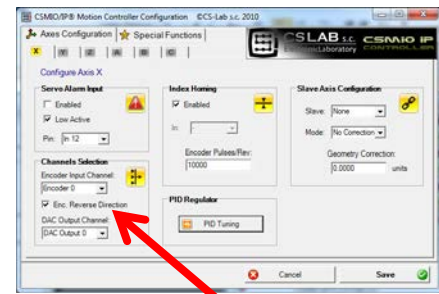 CSMIO/IP® Motion Controller Configuration ©CS-Lab s.c. 2010
Axes Configuration Special Functions
CSLAB s.c. CSMIO IP
Laboratory CONTROLLER
X Y Z A B C
Configure Axis X
Servo Alarm Input
Enabled
Low Active
Pin: In 12
Channels Selection
Encoder Input Channel:
Encoder 0
Enc. Reverse Direction
DAC Output Channel:
DAC Output 0
Index Homing
Enabled
In:
Encoder Pulses/Rev:
10000
PID Regulator
PID Tuning
Slave Axis Configuration
Slave: None
Mode: No Correction
Geometry Correction:
0.0000 units
Cancel Save